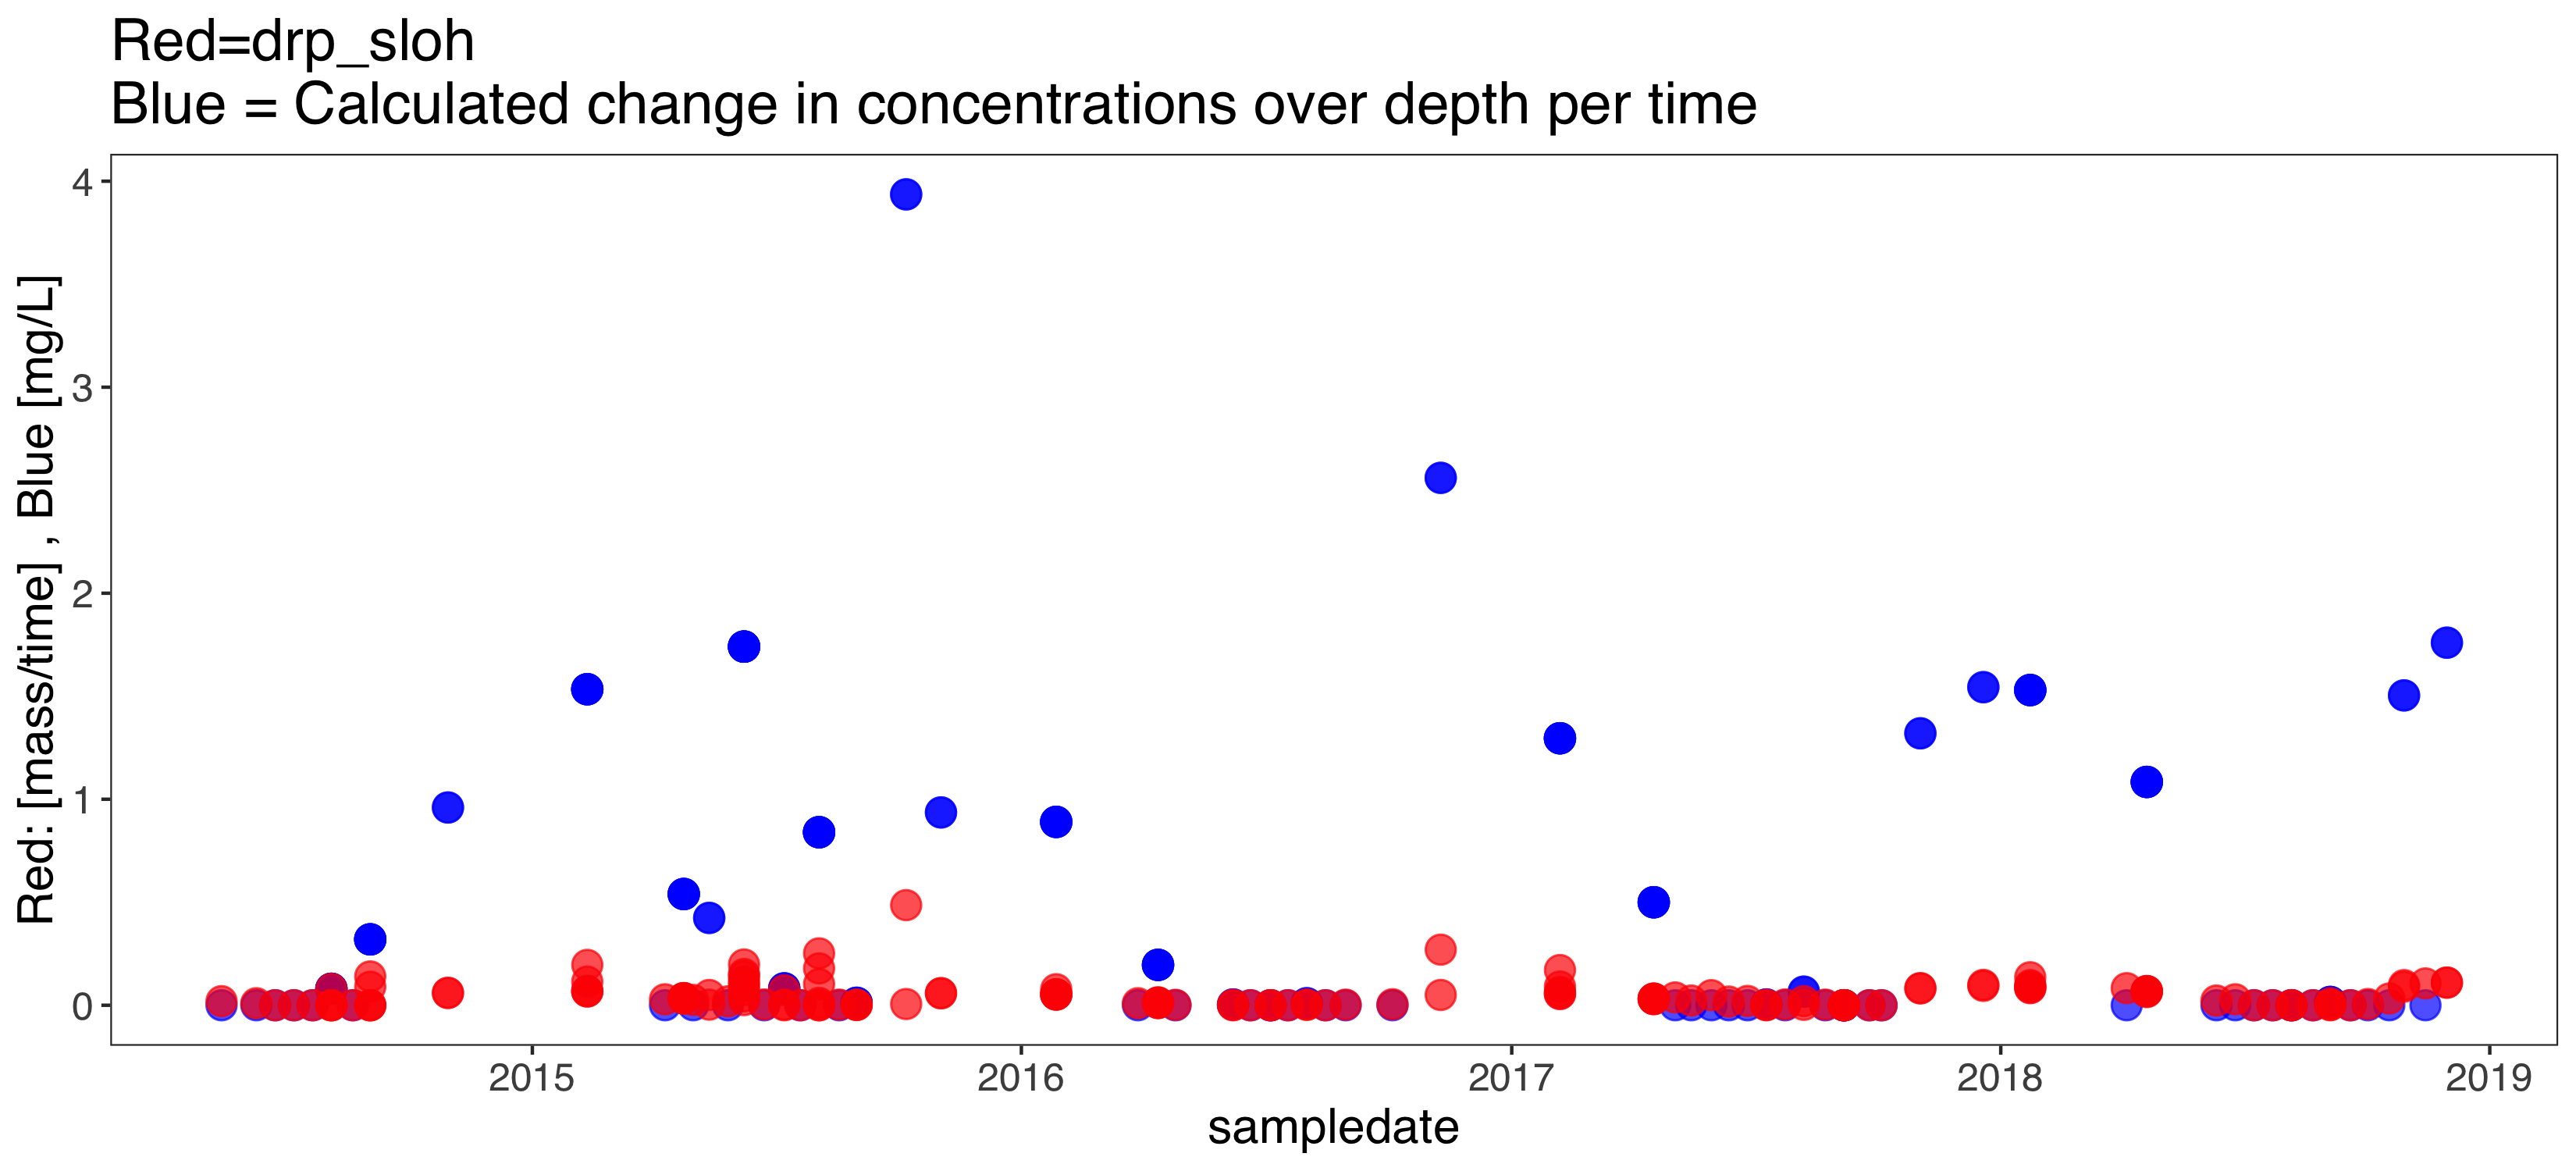 Red=drp_sloh
Blue = Calculated change in concentrations over depth per time
Red: [mass/time] , Blue [mg/L]
4
3
2
1
0
2015
2016
2017
2018
2019
sampledate